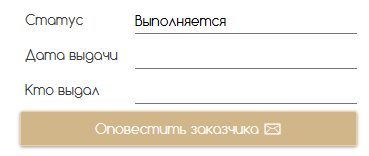 Статус Выполняется
Дата выдачи
Кто выдал
Оповестить заказчика ✉